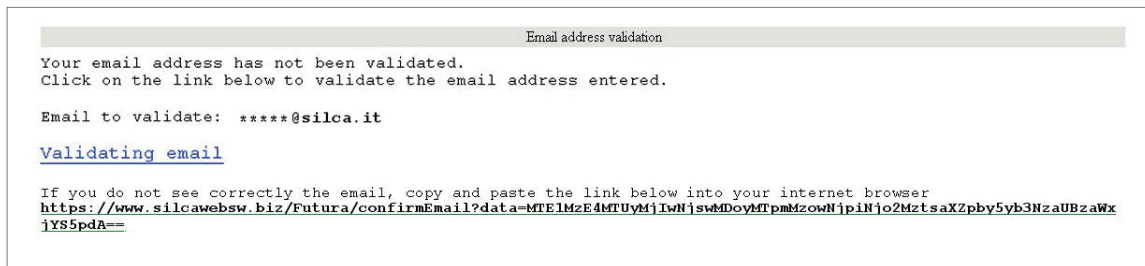 Email address validation
Your email address has not been validated.
Click on the link below to validate the email address entered.
Email to validate: *****@silca.it
Validating email
If you do not see correctly the email, copy and paste the link below into your internet browser
https://www.silcawebsw.biz/Futura/confirmEmail?data=MTE1MzE4MTUyMjIwNjswMDoyMTpmMzowNjpiNjo2MztsaXZpby5yb3NzaUBzaWx
jYS5pdA==